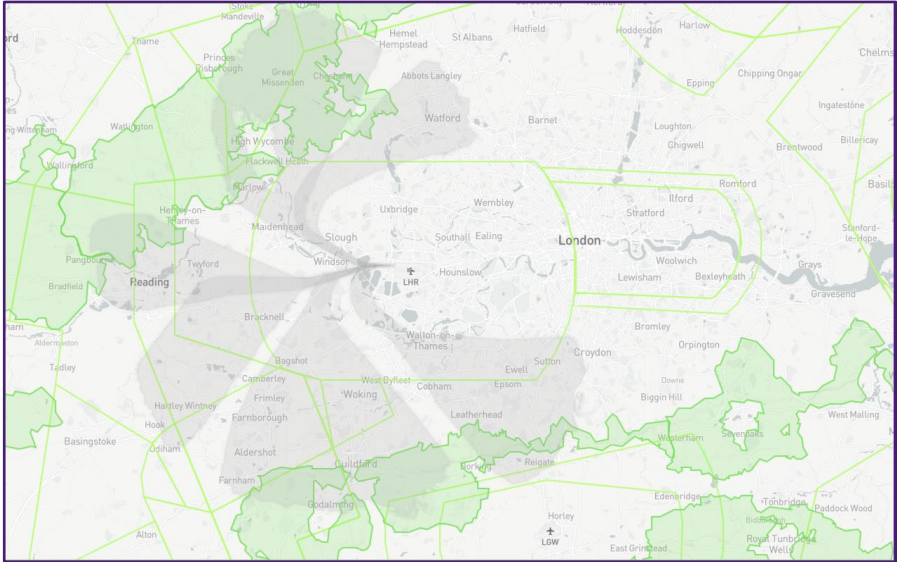 Stoke
Mandeville
Thame
Princes
Risborough
Great
Missenden
Chesham
Hemel
Hempstead
St Albans
Hatfield
Hoddesdon
Harlow
Abbots Langley
Epping
Chipping Ongar
Watford
Barnet
Loughton
Chigwell
Ingatestone
Brentwood
Billericay
Watlington
Wallingford
High Wycombe
Flackwell Heath
Marlow
Henley-on-
Thames
Maidenhead
Slough
Uxbridge
Wembley
Southall
Ealing
London
Stratford
Ilford
Romford
Windsor
Hounslow
LHR
Woolwich
Lewisham
Bexleyheath
Grays
Gravesend
Stanford-
le-Hope
Pangbourne
Bradfield
Reading
Twyford
Bracknell
Aldermaston
Tadley
Bagshot
Camberley
Frimley
Farnborough
Hartley Wintney
Hook
Odiham
Basingstoke
Aldershot
Farnham
Alton
Walton-on-
Thames
West Byfleet
Woking
Cobham
Leatherhead
Epsom
Ewell
Sutton
Croydon
Bromley
Orpington
Downe
Biggin Hill
Westerham
Sevenoaks
West Malling
Guildford
Godalming
Dorking
Reigate
Horley
LGW
Edenbridge
Tonbridge
Paddock Wood
East Grinstead
Royal Tunbridge
Wells